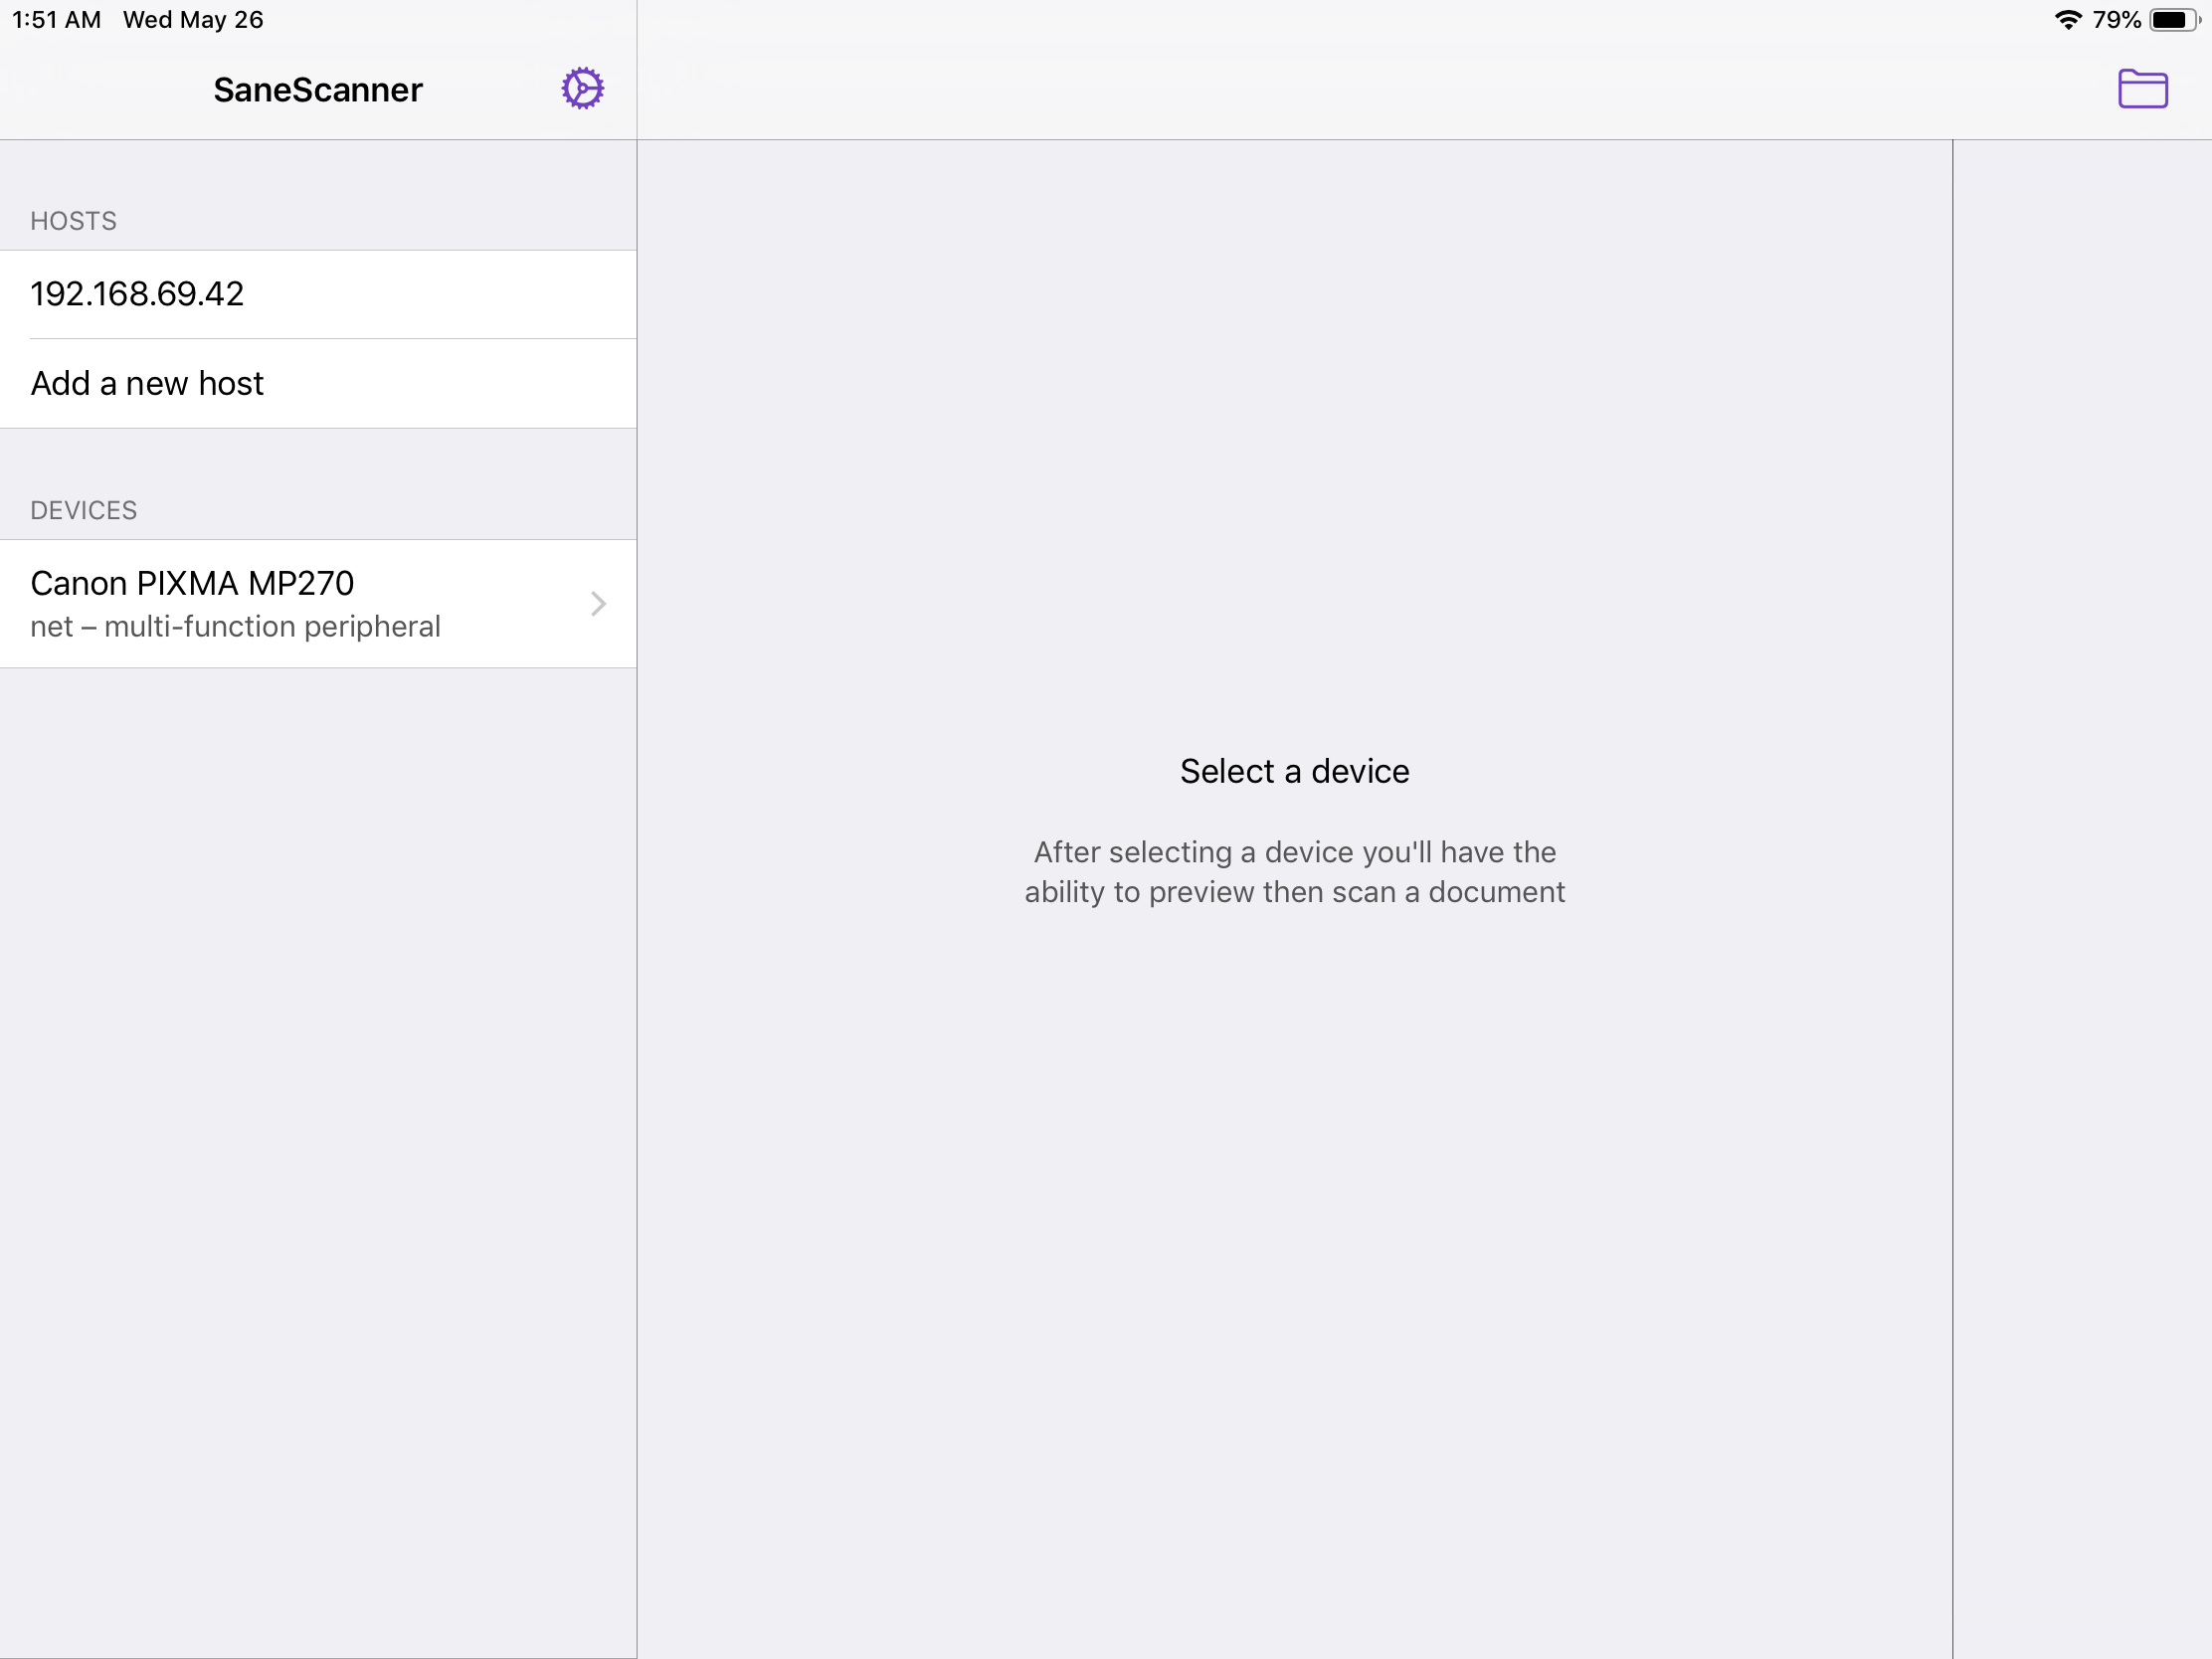 1:51 AM Wed May 26
79%
SaneScanner
HOSTS
192.168.69.42
Add a new host
DEVICES
Canon PIXMA MP270
net – multi-function peripheral
Select a device
After selecting a device you'll have the
ability to preview then scan a document